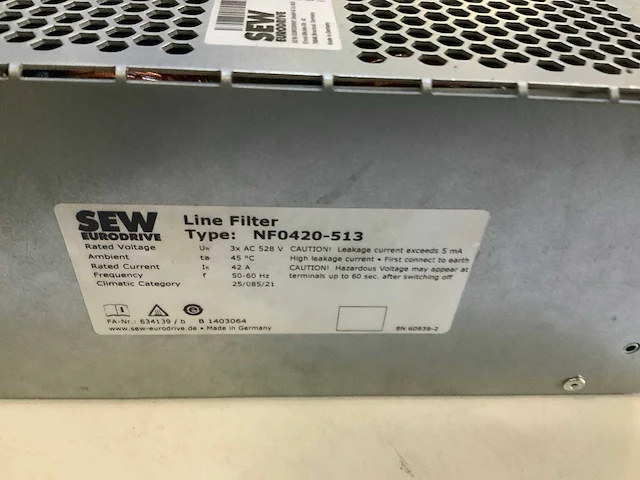 SEW
EURODRIVE
Made in Germany
SEW
EURODRIVE
Line Filter
Type: NF0420-513
Rated Voltage UN 3x AC 528 V
Ambient ta 45 °C
Rated Current IN 42 A
Frequency f 50-60 Hz
Climatic Category 25/085/21
CAUTION! Leakage current exceeds 5 mA
High leakage current • First connect to earth
CAUTION! Hazardous Voltage may appear at
terminals up to 60 sec. after switching off
FA-Nr.: 634139 / b B 1403064
www.sew-eurodrive.de • Made in Germany
EN 60939-2